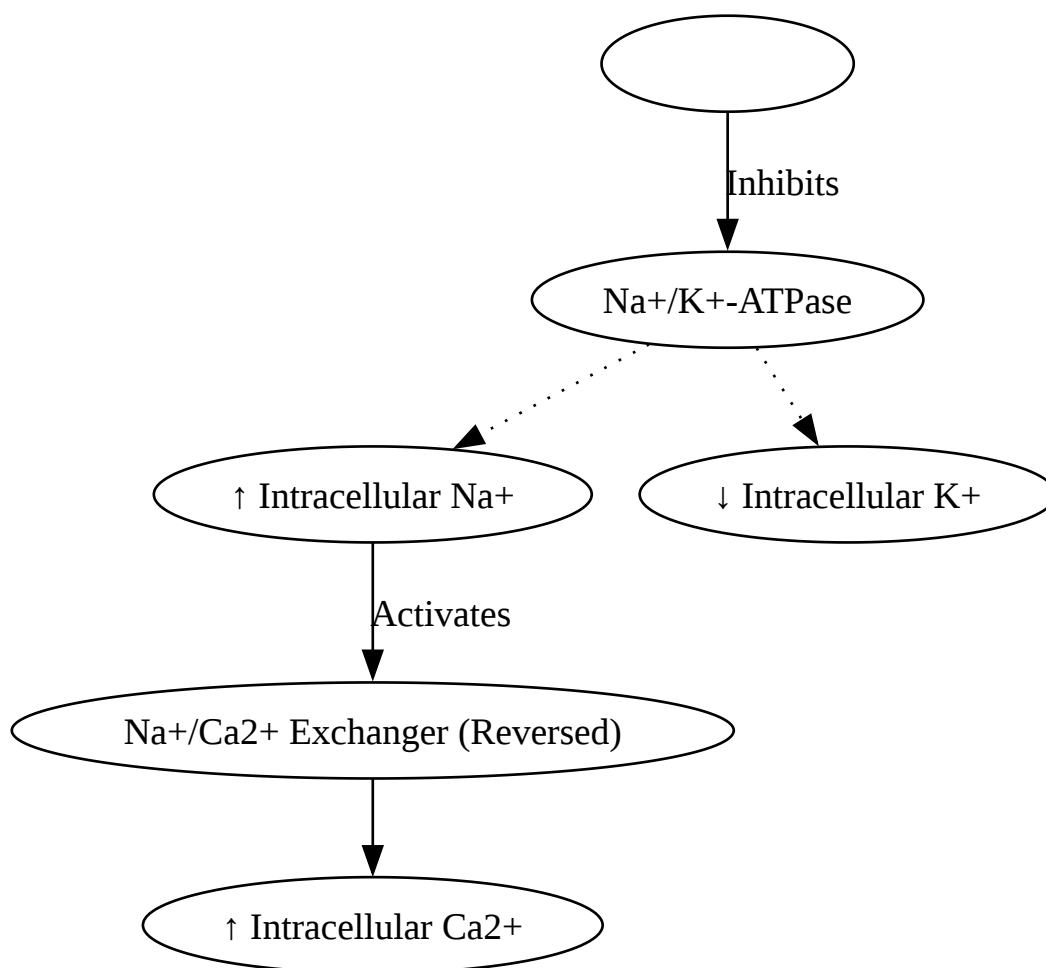 Inhibits
Na+/K+-ATPase
↑ Intracellular Na+
↓ Intracellular K+
Activates
Na+/Ca2+ Exchanger (Reversed)
↑ Intracellular Ca2+